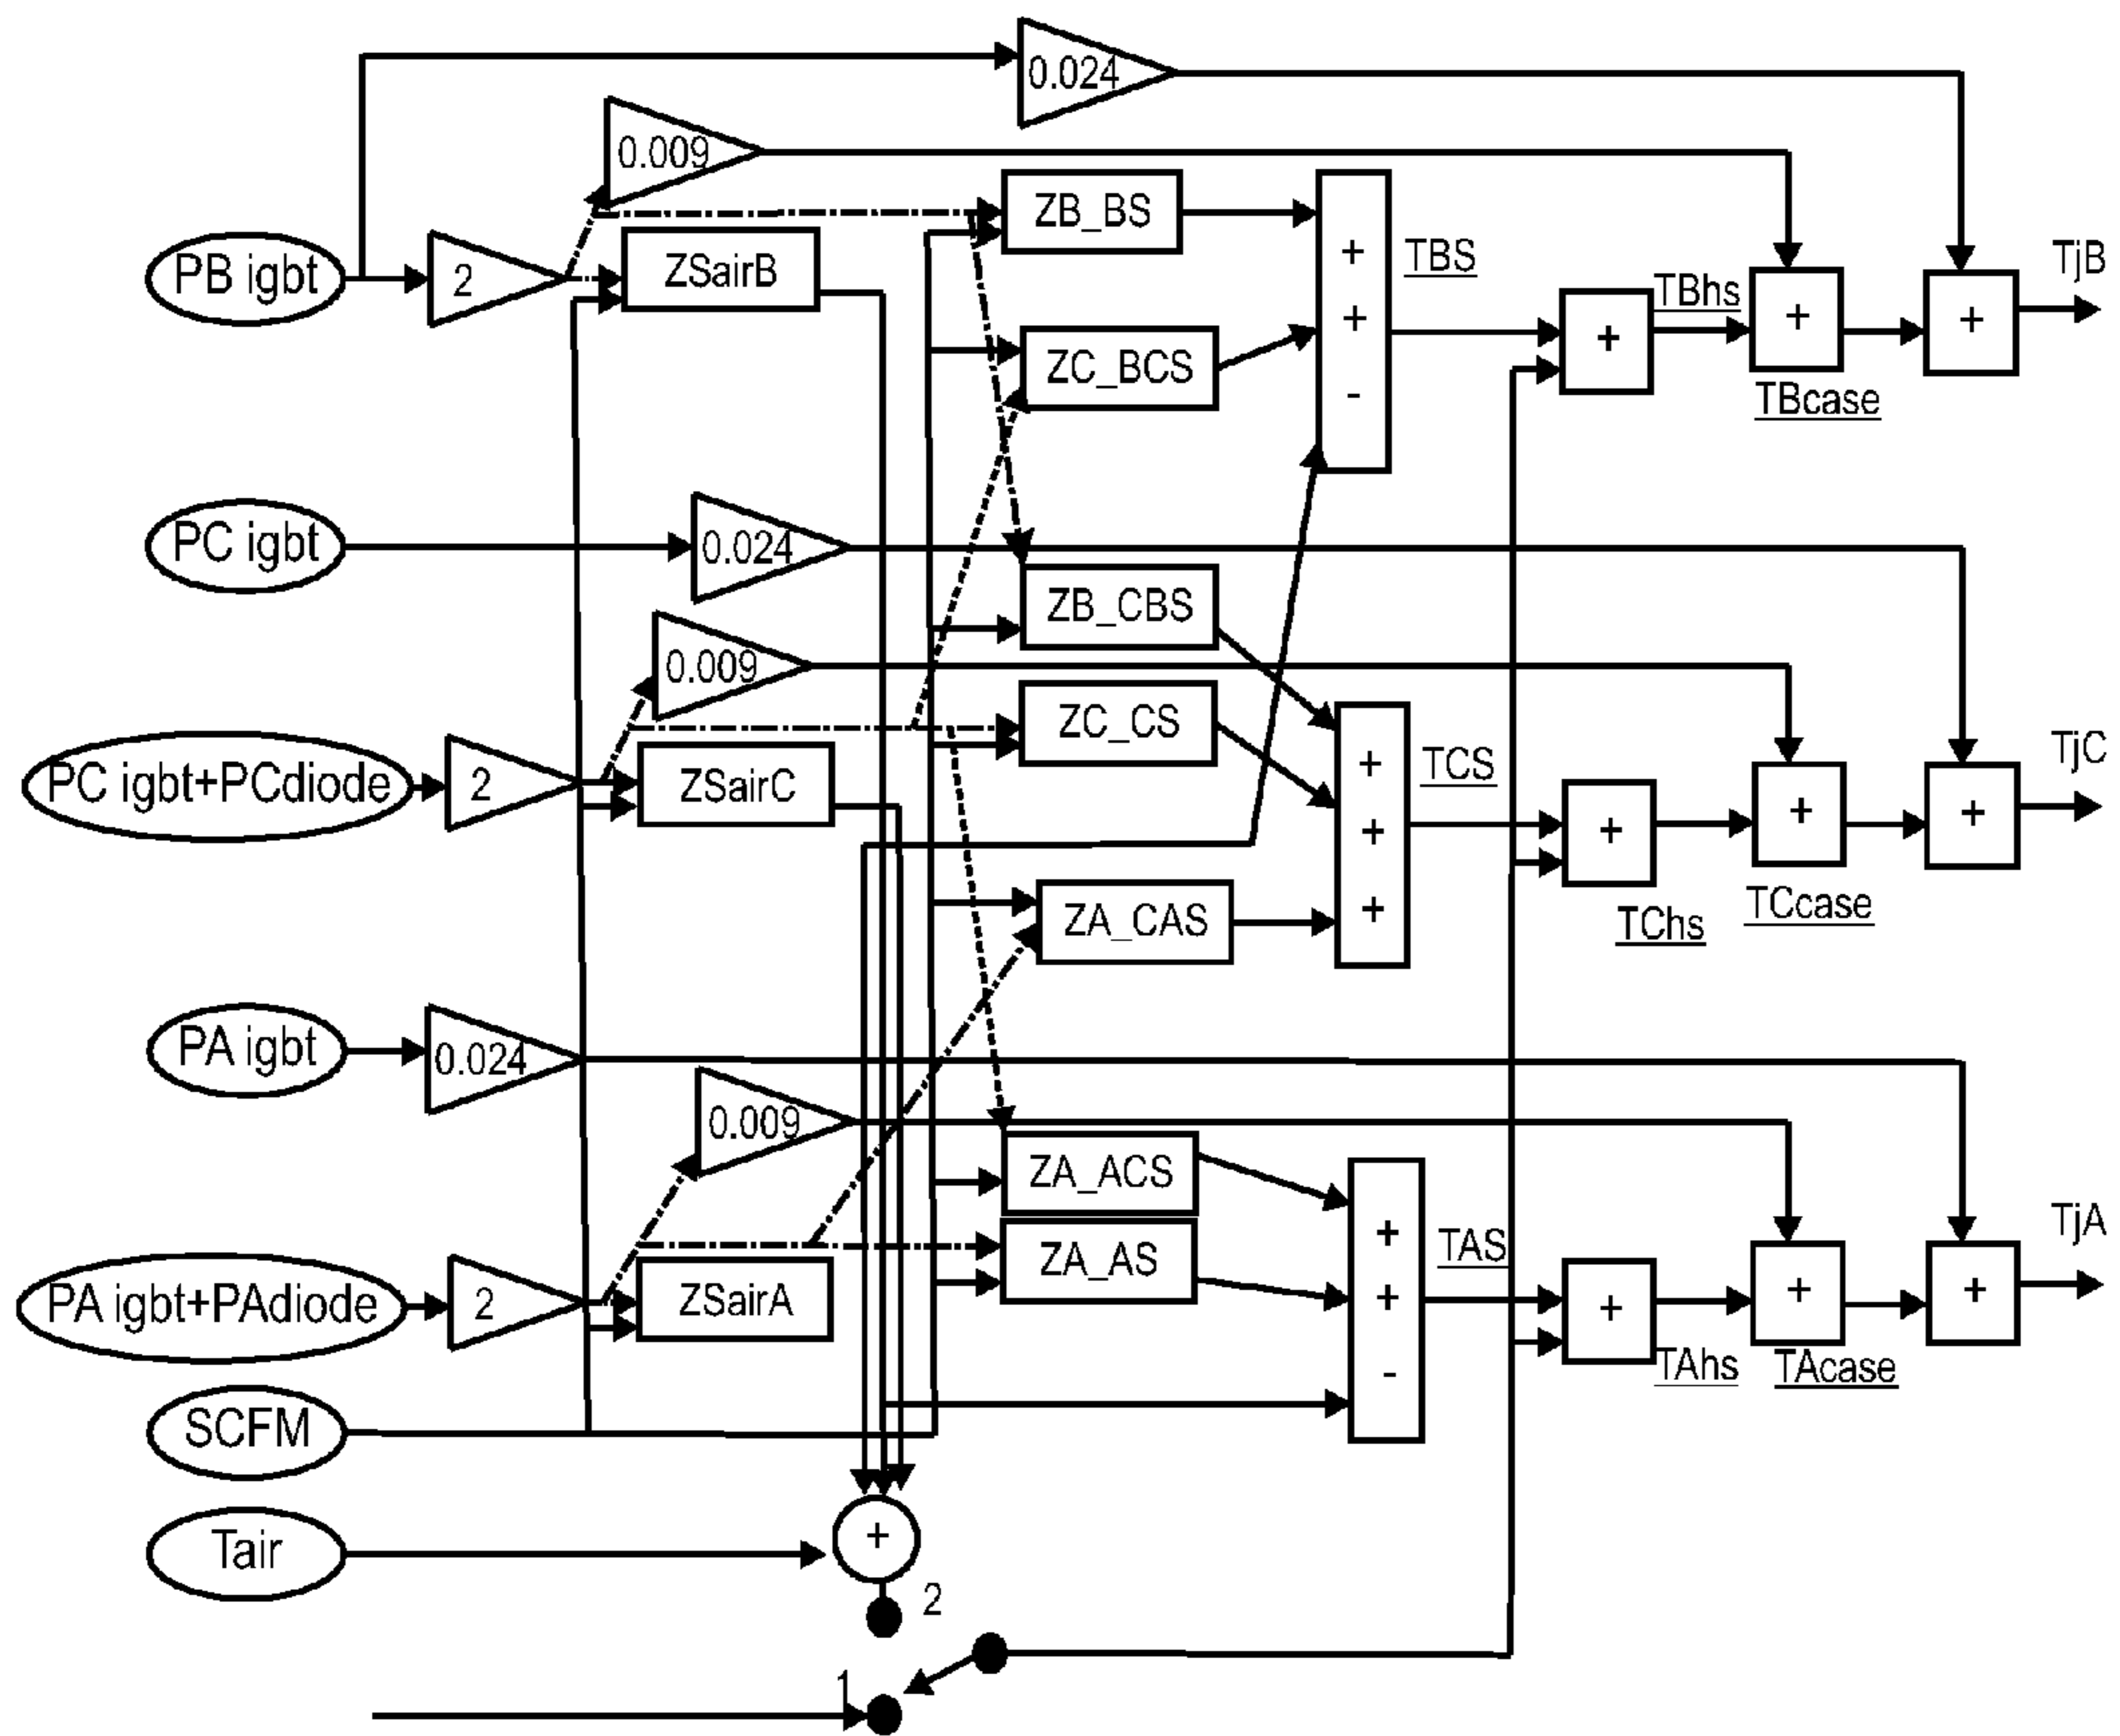 0.024
0.009
PB igbt
2
ZSairB
ZB_BS
ZC_BCS
+
+
-
TBS
+
TBhs
+
TBcase
+
TjB
PC igbt
0.024
ZB_CBS
0.009
ZC_CS
PC igbt+PCdiode
2
ZSairC
ZA_CAS
+
+
+
TCS
+
TChs
+
TCcase
+
TjC
PA igbt
0.024
0.009
ZA_ACS
ZA_AS
PA igbt+PAdiode
2
ZSairA
+
+
-
TAS
+
TAhs
+
TAcase
+
TjA
SCFM
Tair
+
2
1